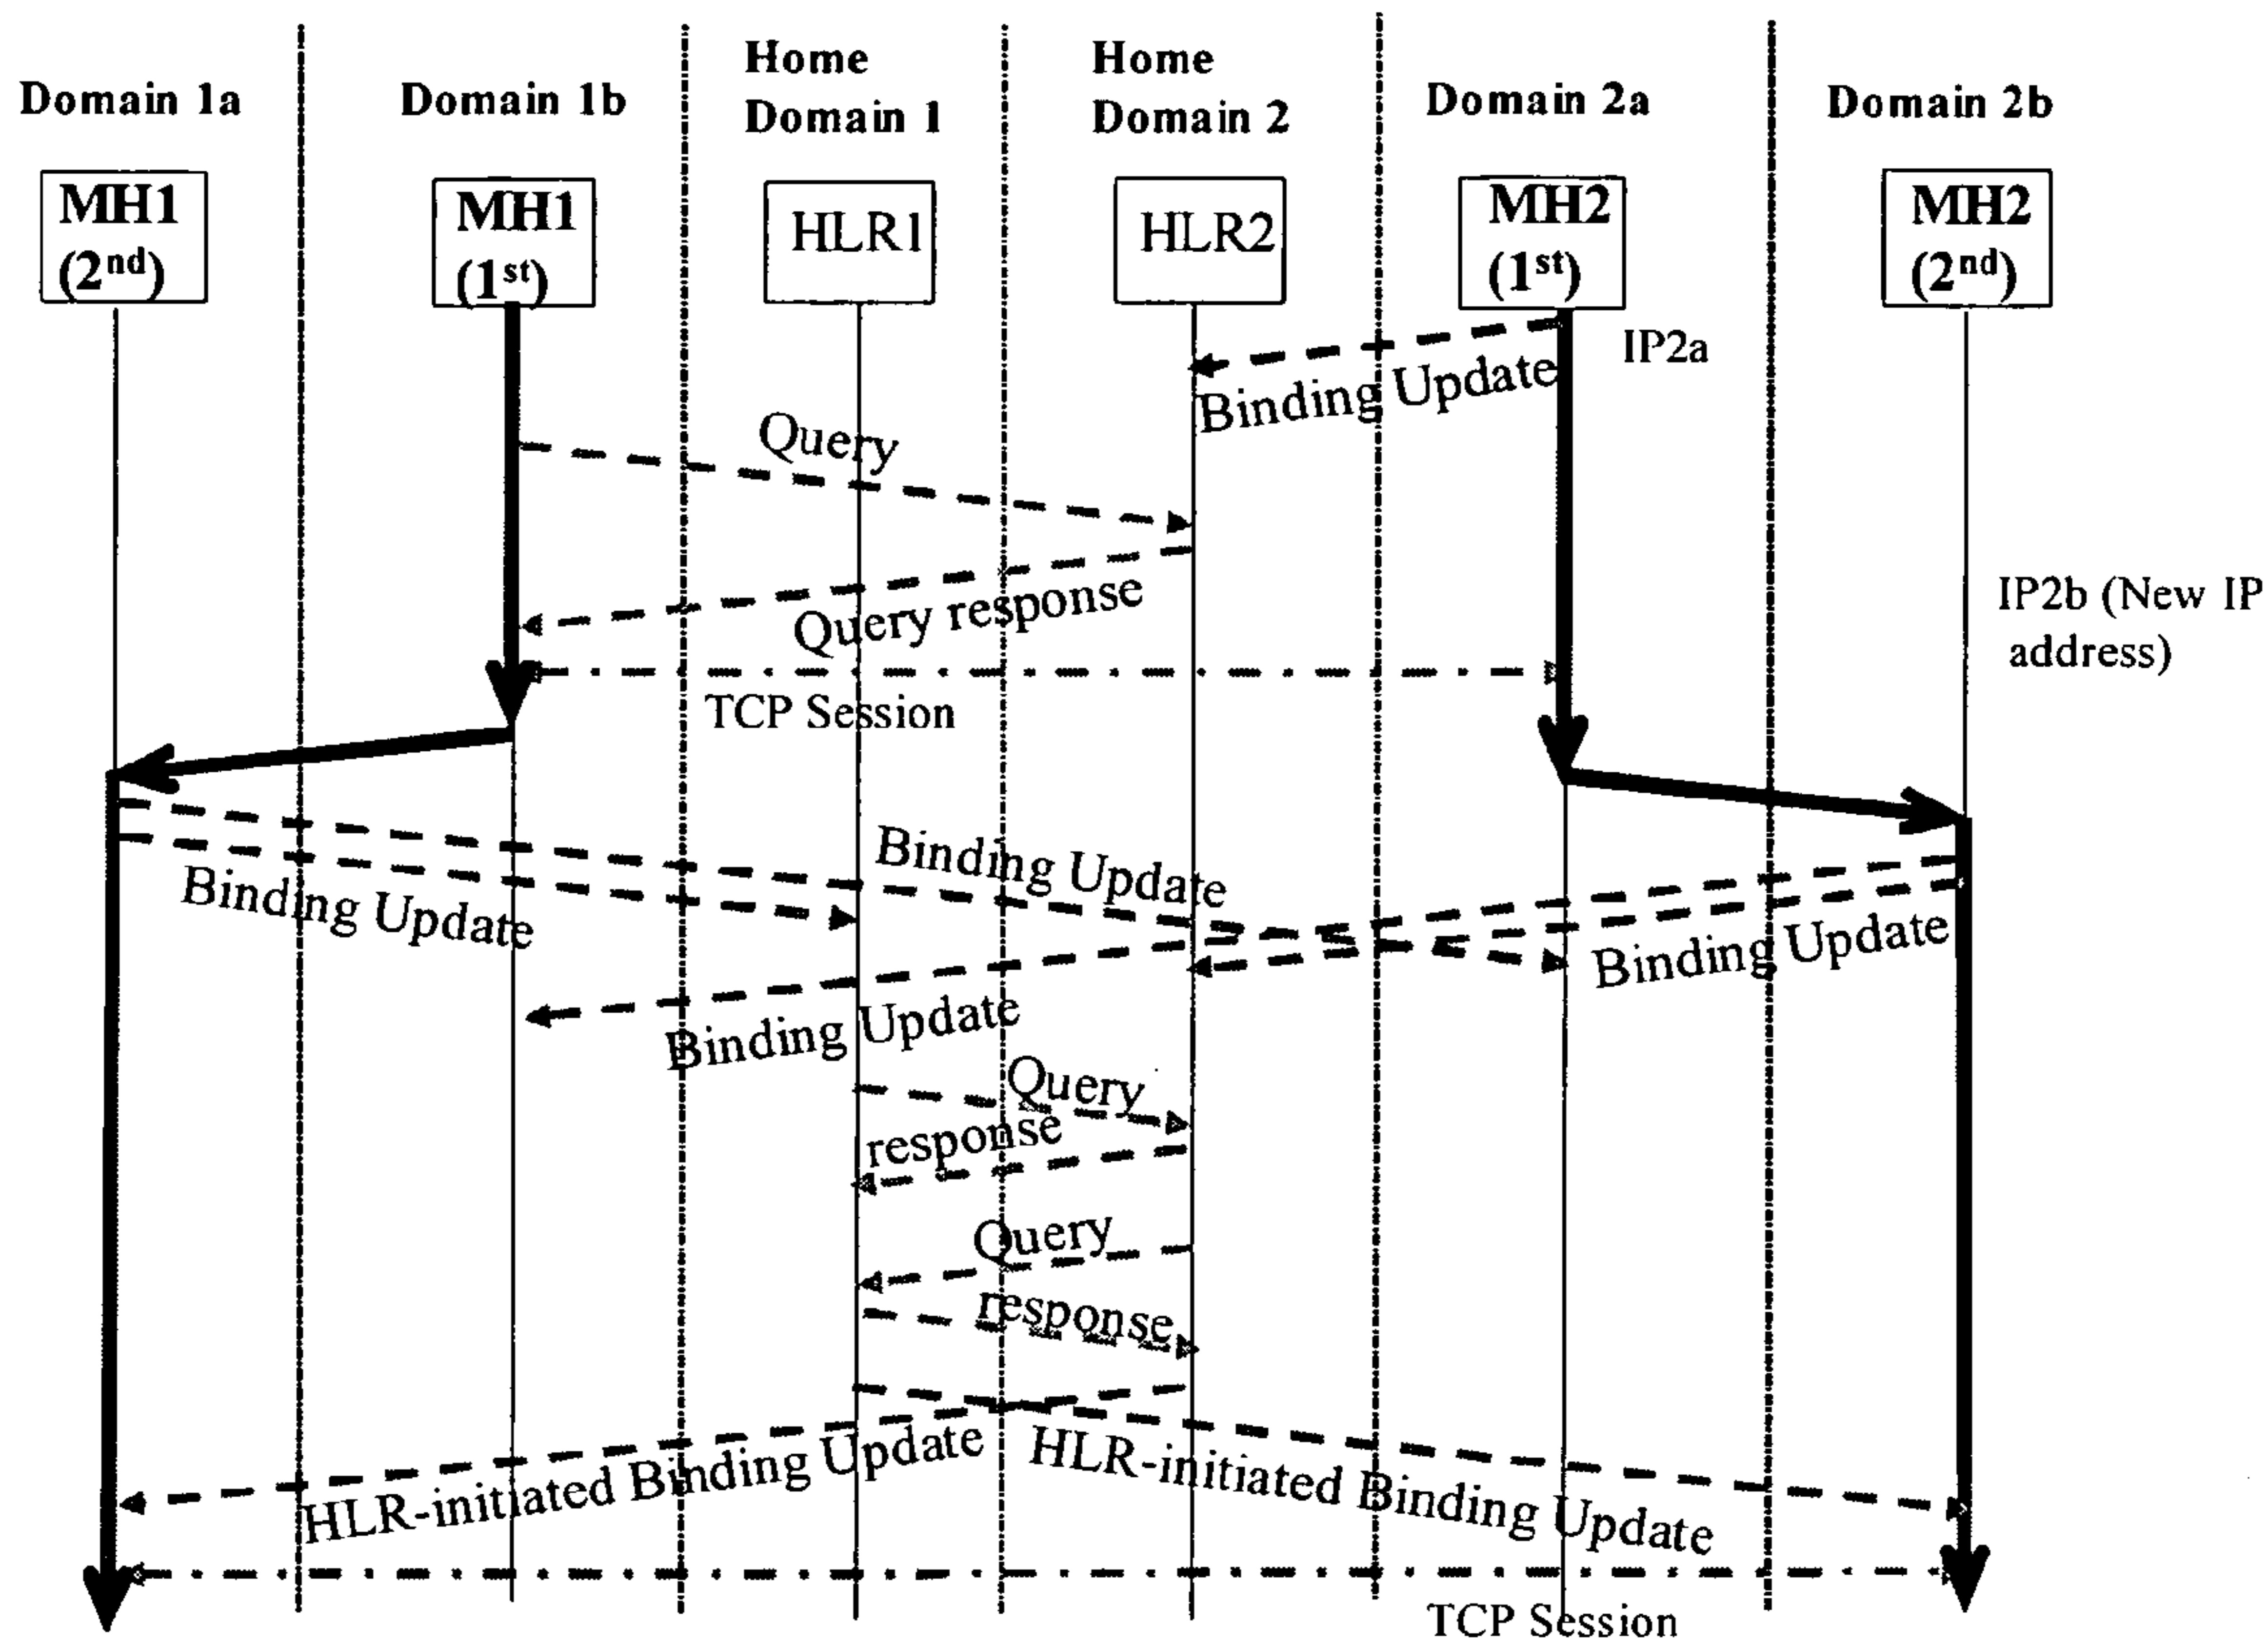 Domain 1a
Domain 1b
Home
Domain 1
Home
Domain 2
Domain 2a
Domain 2b
MH1
(2nd)
MH1
(1st)
HLR1
HLR2
MH2
(1st)
MH2
(2nd)
IP2a
Binding Update
Query
Query response
IP2b (New IP
address)
TCP Session
Binding Update
Binding Update
Binding Update
Binding Update
Query
response
Query
response
HLR-initiated Binding Update
HLR-initiated Binding Update
TCP Session